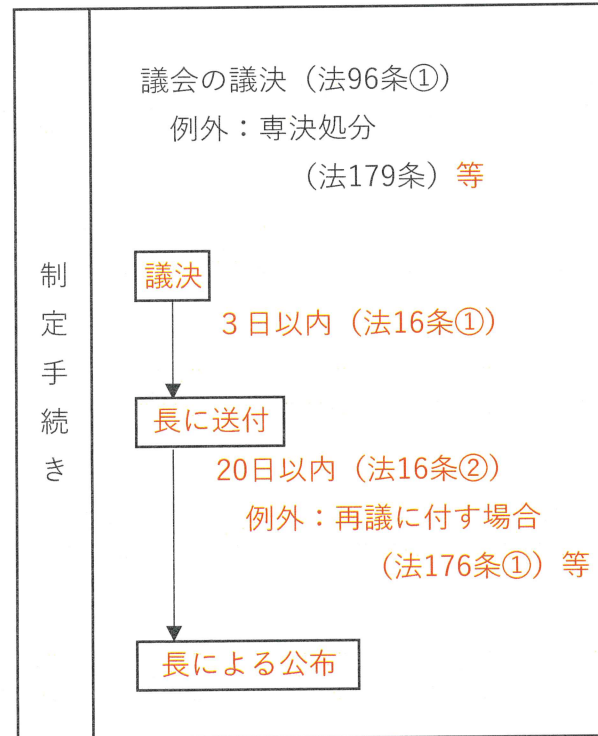 制定手続き
議会の議決（法96条①）
例外：専決処分
（法179条）等
議決
３日以内（法16条①）
長に送付
20日以内（法16条②）
例外：再議に付す場合
（法176条①）等
長による公布